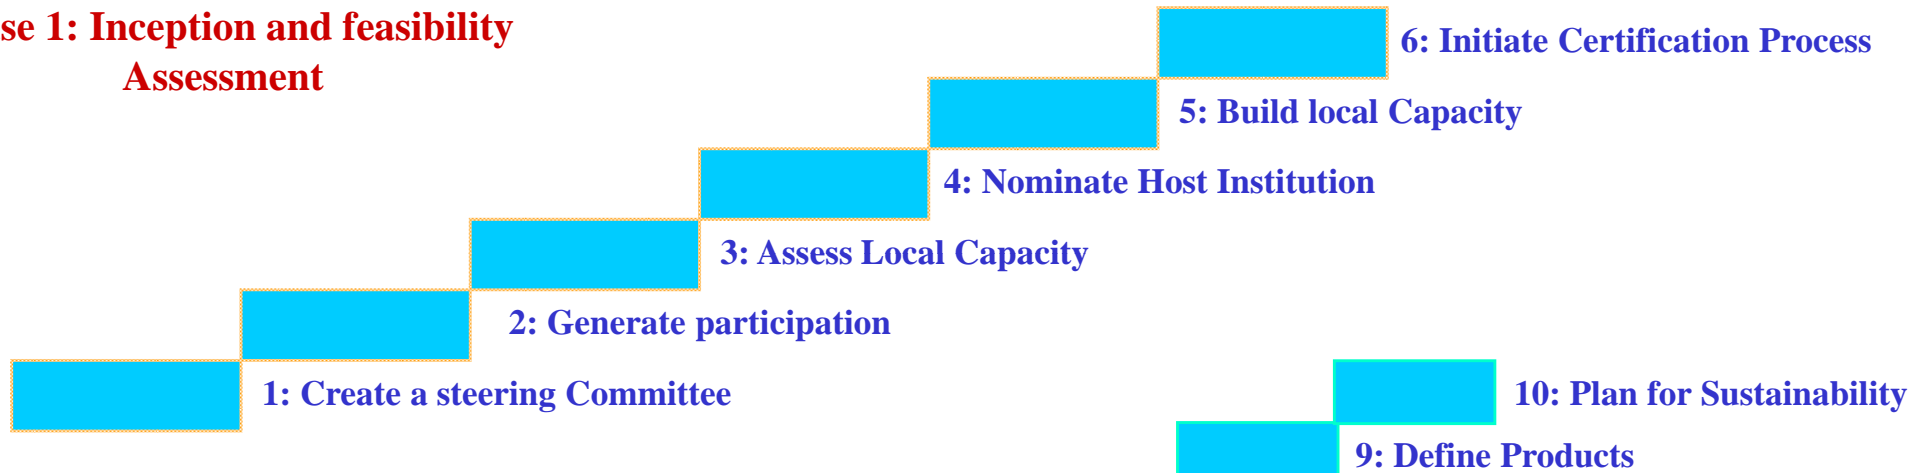 se 1: Inception and feasibility
Assessment
6: Initiate Certification Process
5: Build local Capacity
4: Nominate Host Institution
3: Assess Local Capacity
2: Generate participation
1: Create a steering Committee
10: Plan for Sustainability
9: Define Products